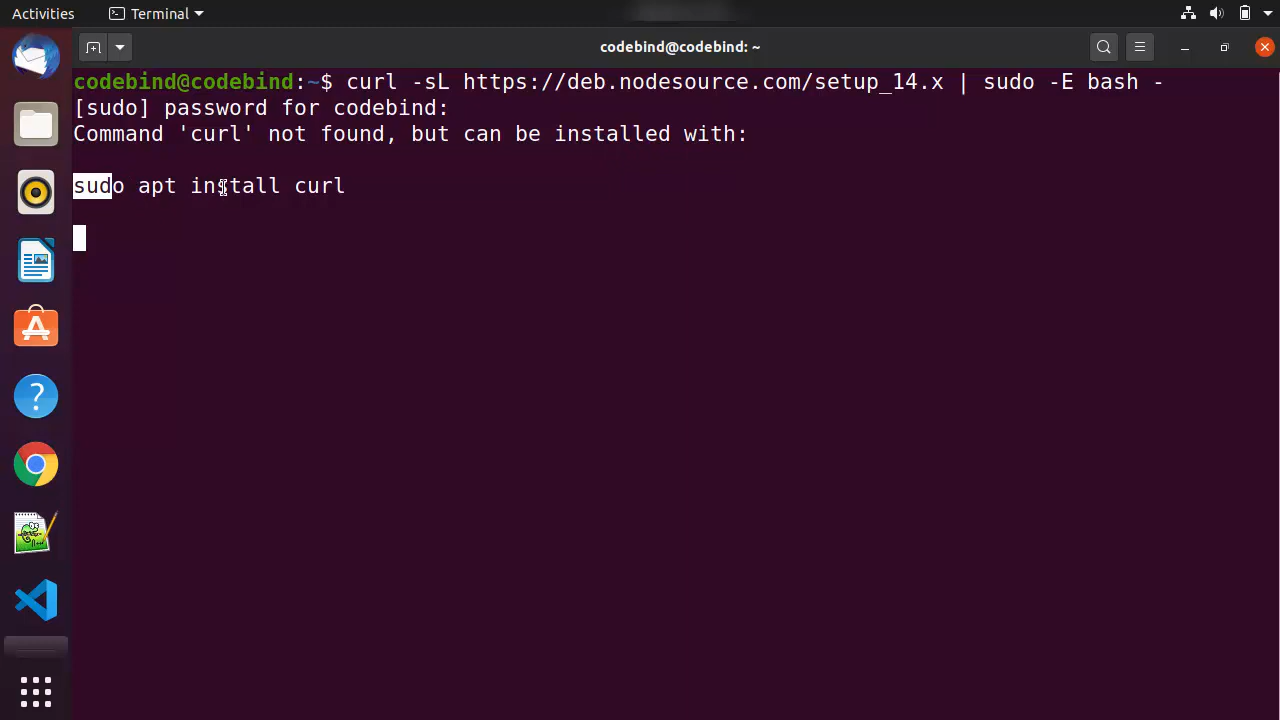 Activities
Terminal
codebind@codebind: ~
codebind@codebind:~$ curl -sL https://deb.nodesource.com/setup_14.x | sudo -E bash -
[sudo] password for codebind:
Command 'curl' not found, but can be installed with:
sudo apt install curl